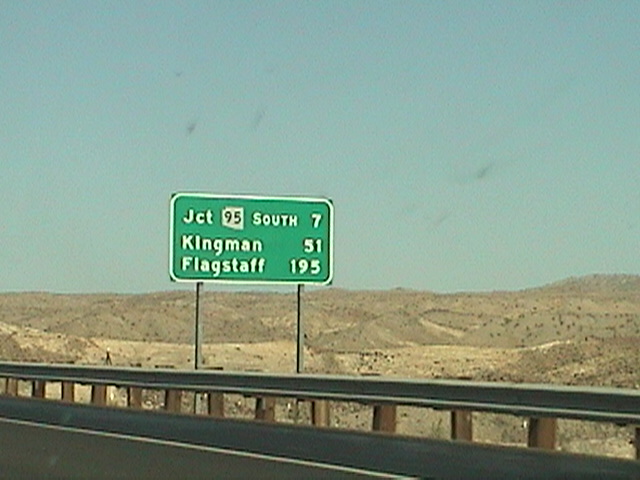 Jct 95 SOUTH 7
Kingman 51
Flagstaff 195